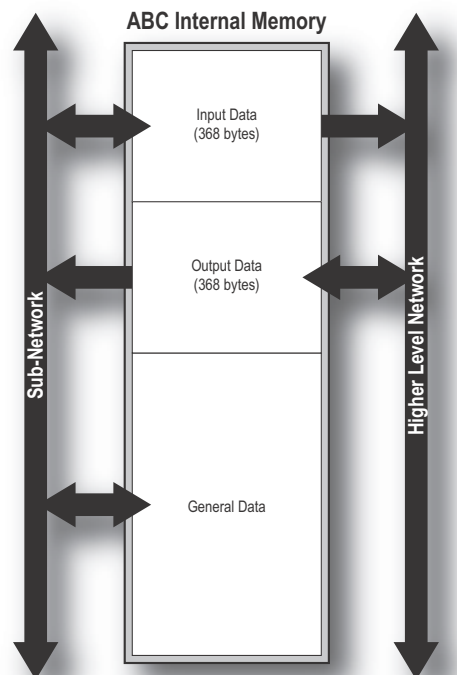 ABC Internal Memory
Input Data
(368 bytes)
Output Data
(368 bytes)
General Data
Sub-Network
Higher Level Network